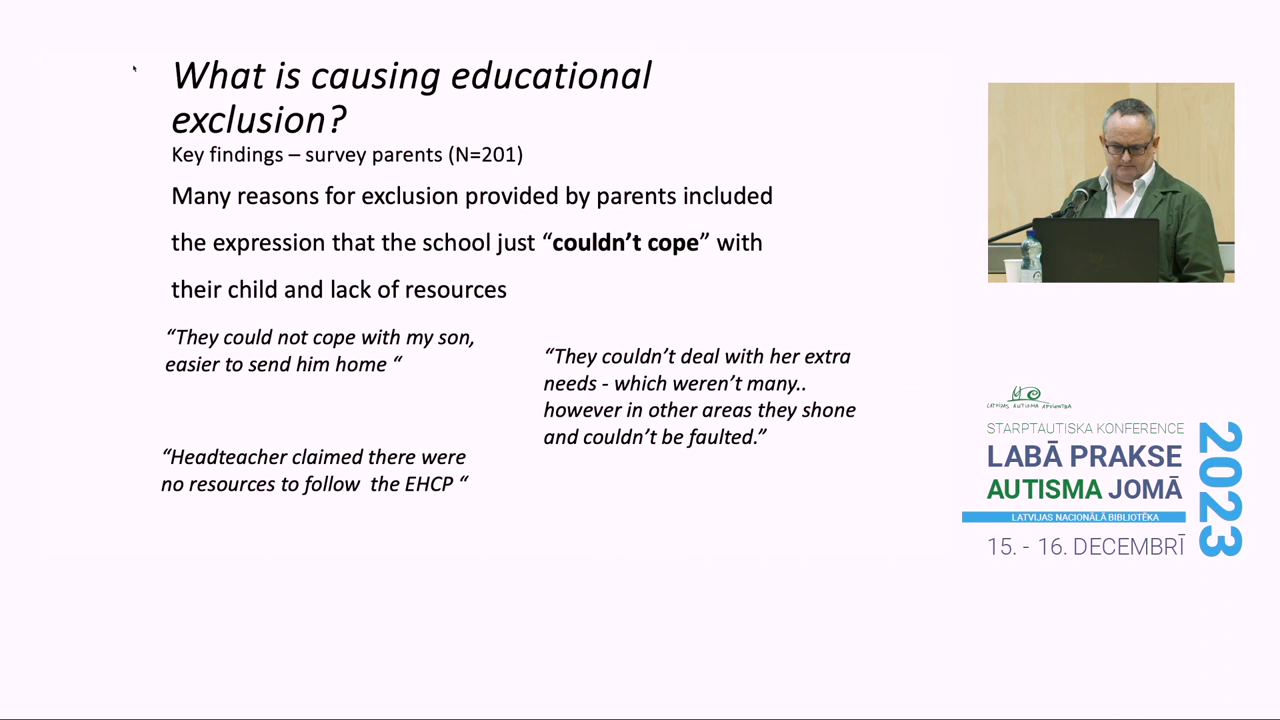 What is causing educational
exclusion?
Key findings – survey parents (N=201)
Many reasons for exclusion provided by parents included
the expression that the school just “couldn’t cope” with
their child and lack of resources
“They could not cope with my son,
easier to send him home “
“They couldn’t deal with her extra
needs - which weren’t many..
however in other areas they shone
and couldn’t be faulted.”
“Headteacher claimed there were
no resources to follow  the EHCP “
LATVIJAS AUTISMA APVIENĪBA
STARPTAUTISKA KONFERENCE
LABĀ PRAKSE
AUTISMA JOMĀ
LATVIJAS NACIONĀLĀ BIBLIOTĒKA
15. - 16. DECEMBRĪ
2023